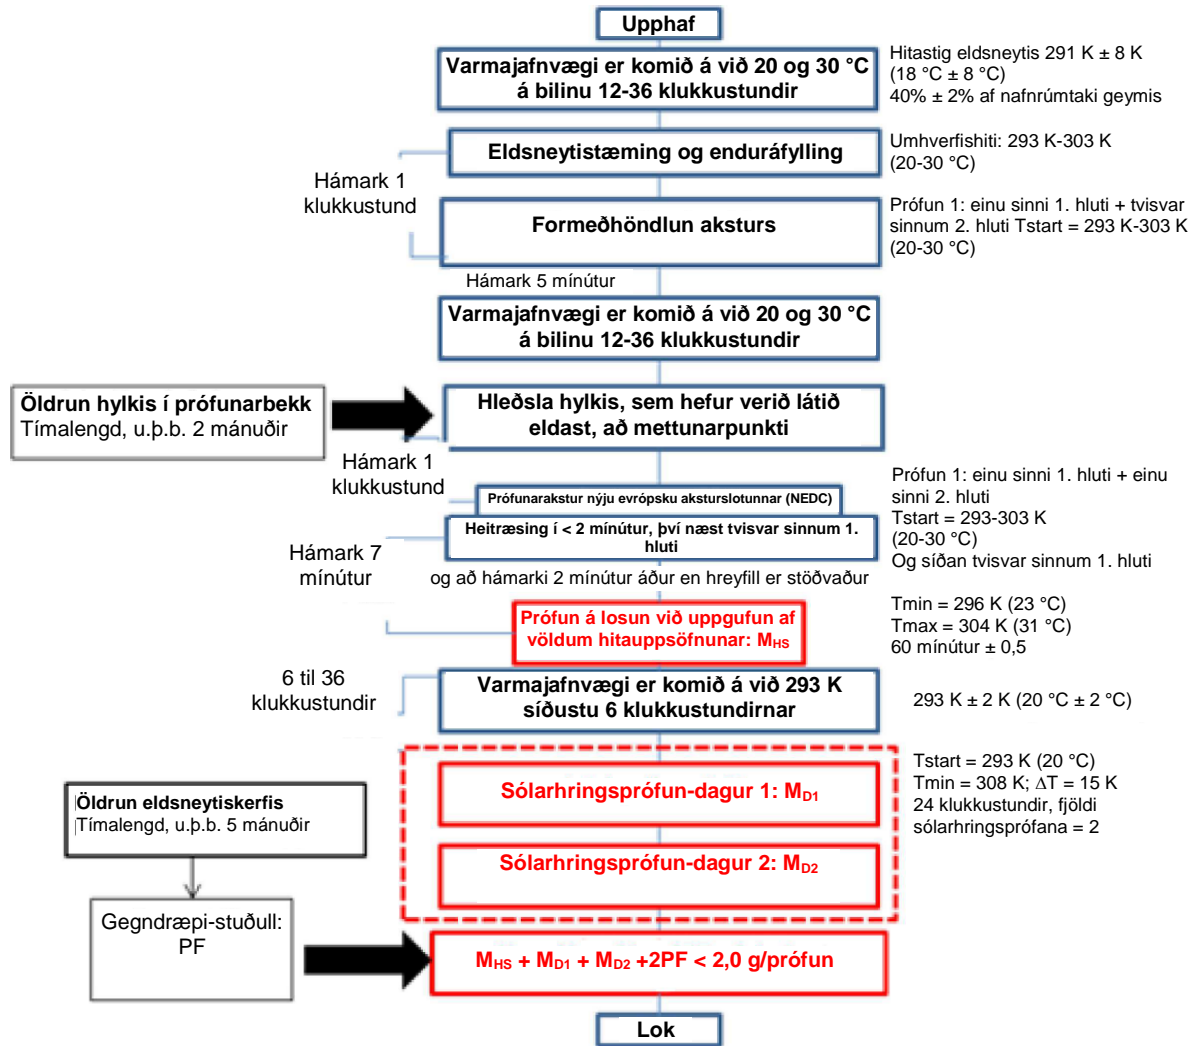 Upphaf
Varmajafnvægi er komið á við 20 og 30 °C
á bilinu 12-36 klukkustundir
Hitastig eldsneytis 291 K ± 8 K
(18 °C ± 8 °C)
40% ± 2% af nafnrúmtaki geymis
Eldsneytistæming og enduráfylling
Umhverfishiti: 293 K-303 K
(20-30 °C)
Hámark 1
klukkustund
Formeðhöndlun aksturs
Prófun 1: einu sinni 1. hluti + tvisvar
sinnum 2. hluti Tstart = 293 K-303 K
(20-30 °C)
Hámark 5 mínútur
Varmajafnvægi er komið á við 20 og 30 °C
á bilinu 12-36 klukkustundir
Öldrun hylkis í prófunarbekk
Tímalengd, u.þ.b. 2 mánuðir
Hleðsla hylkis, sem hefur verið látið
eldast, að mettunarpunkti
Hámark 1
klukkustund
Prófunarakstur nýju evrópsku aksturslotunnar (NEDC)
Prófun 1: einu sinni 1. hluti + einu
sinni 2. hluti
Tstart = 293-303 K
(20-30 °C)
Og síðan tvisvar sinnum 1. hluti
Heitræsing í < 2 mínútur, því næst tvisvar sinnum 1.
hluti
Hámark 7
mínútur
og að hámarki 2 mínútur áður en hreyfill er stöðvaður
Prófun á losun við uppgufun af
völdum hitauppsöfnunar: MHS
Tmin = 296 K (23 °C)
Tmax = 304 K (31 °C)
60 mínútur ± 0,5
6 til 36
klukkustundir
Varmajafnvægi er komið á við 293 K
síðustu 6 klukkustundirnar
293 K ± 2 K (20 °C ± 2 °C)
Sólarhringsprófun-dagur 1: MD1
Tstart = 293 K (20 °C)
Tmin = 308 K; ΔT = 15 K
24 klukkustundir, fjöldi
sólarhringsprófana = 2
Öldrun eldsneytiskerfis
Tímalengd, u.þ.b. 5 mánuðir
Sólarhringsprófun-dagur 2: MD2
Gegndræpi-stuðull:
PF
MHS + MD1 + MD2 +2PF < 2,0 g/prófun
Lok